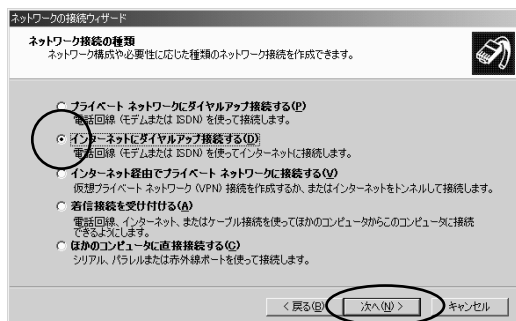 ネットワークの接続ウィザード
ネットワーク接続の種類
ネットワーク構成や必要性に応じた種類のネットワーク接続を作成できます。
プライベート ネットワークにダイヤルアップ接続する(P)
電話回線 (モデムまたは ISDN) を使って接続します。
インターネットにダイヤルアップ接続する(D)
電話回線 (モデムまたは ISDN) を使ってインターネットに接続します。
インターネット経由でプライベート ネットワークに接続する(V)
仮想プライベート ネットワーク (VPN) 接続を作成するか、またはインターネットをトンネルして接続します。
着信接続を受け付ける(A)
電話回線、インターネット、またはケーブル接続を使ってほかのコンピュータからこのコンピュータに接続
できるようにします。
ほかのコンピュータに直接接続する(C)
シリアル、パラレルまたは赤外線ポートを使って接続します。
< 戻る(B) 次へ(N) > キャンセル